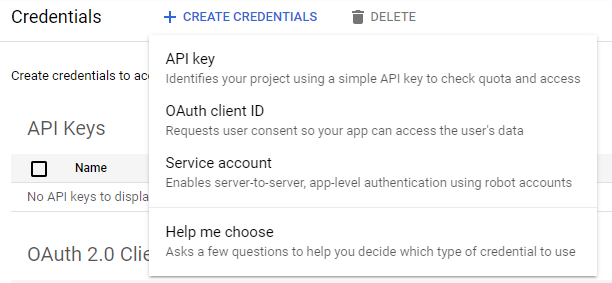 Credentials
+ CREATE CREDENTIALS
DELETE
API key
Identifies your project using a simple API key to check quota and access
Create credentials to acc
OAuth client ID
Requests user consent so your app can access the user's data
API Keys
Service account
Name
Enables server-to-server, app-level authentication using robot accounts
No API keys to displa
Help me choose
Asks a few questions to help you decide which type of credential to use
OAuth 2.0 Clie